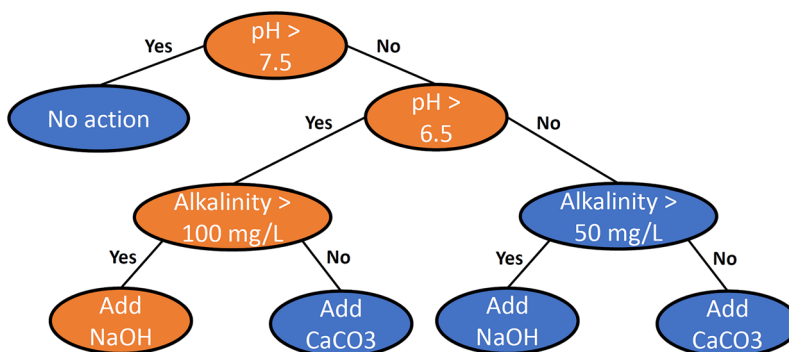 pH >
7.5
Yes
No
No action
pH >
6.5
Yes
No
Alkalinity >
100 mg/L
Alkalinity >
50 mg/L
Yes
No
Yes
No
Add
NaOH
Add
CaCO3
Add
NaOH
Add
CaCO3